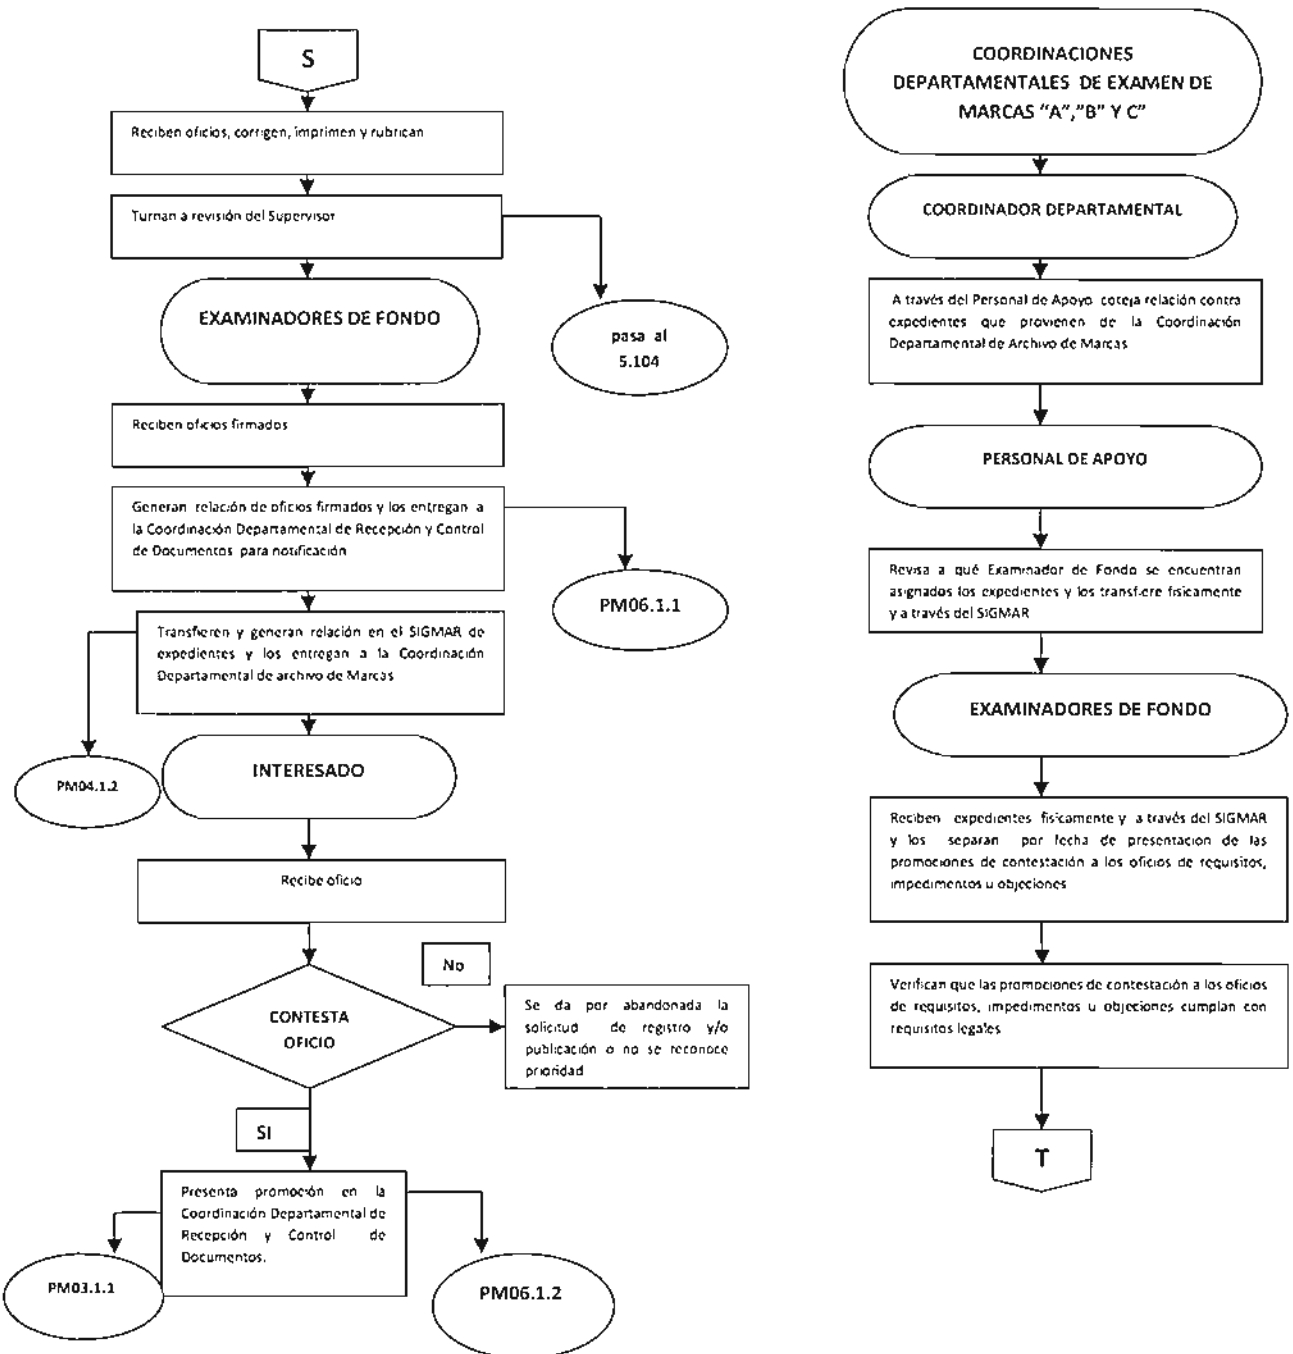 S
Reciben oficios, corrigen, imprimen y rubrican
Turnan a revisión del Supervisor
EXAMINADORES DE FONDO
pasa al
5.104
Reciben oficios firmados
Generan relación de oficios firmados y los entregan a
la Coordinación Departamental de Recepción y Control
de Documentos para notificación
PM06.1.1
Transfieren y generan relación en el SIGMAR de
expedientes y los entregan a la Coordinación
Departamental de archivo de Marcas
PM04.1.2
INTERESADO
Recibe oficio
CONTESTA
OFICIO
No
Se da por abandonada la
solicitud de registro y/o
publicación o no se reconoce
prioridad
SI
Presenta promoción en la
Coordinación Departamental de
Recepción y Control de
Documentos.
PM03.1.1
PM06.1.2
COORDINACIONES
DEPARTAMENTALES DE EXAMEN DE
MARCAS "A","B" Y C"
COORDINADOR DEPARTAMENTAL
A través del Personal de Apoyo coteja relación contra
expedientes que provienen de la Coordinación
Departamental de Archivo de Marcas
PERSONAL DE APOYO
Revisa a qué Examinador de Fondo se encuentran
asignados los expedientes y los transfiere fisicamente
y a través del SIGMAR
EXAMINADORES DE FONDO
Reciben expedientes fisicamente y a través del SIGMAR
y los separan por fecha de presentacion de las
promociones de contestación a los oficios de requisitos,
impedimentos u objeciones
Verifican que las promociones de contestación a los oficios
de requisitos, impedimentos u objeciones cumplan con
requisitos legales
T